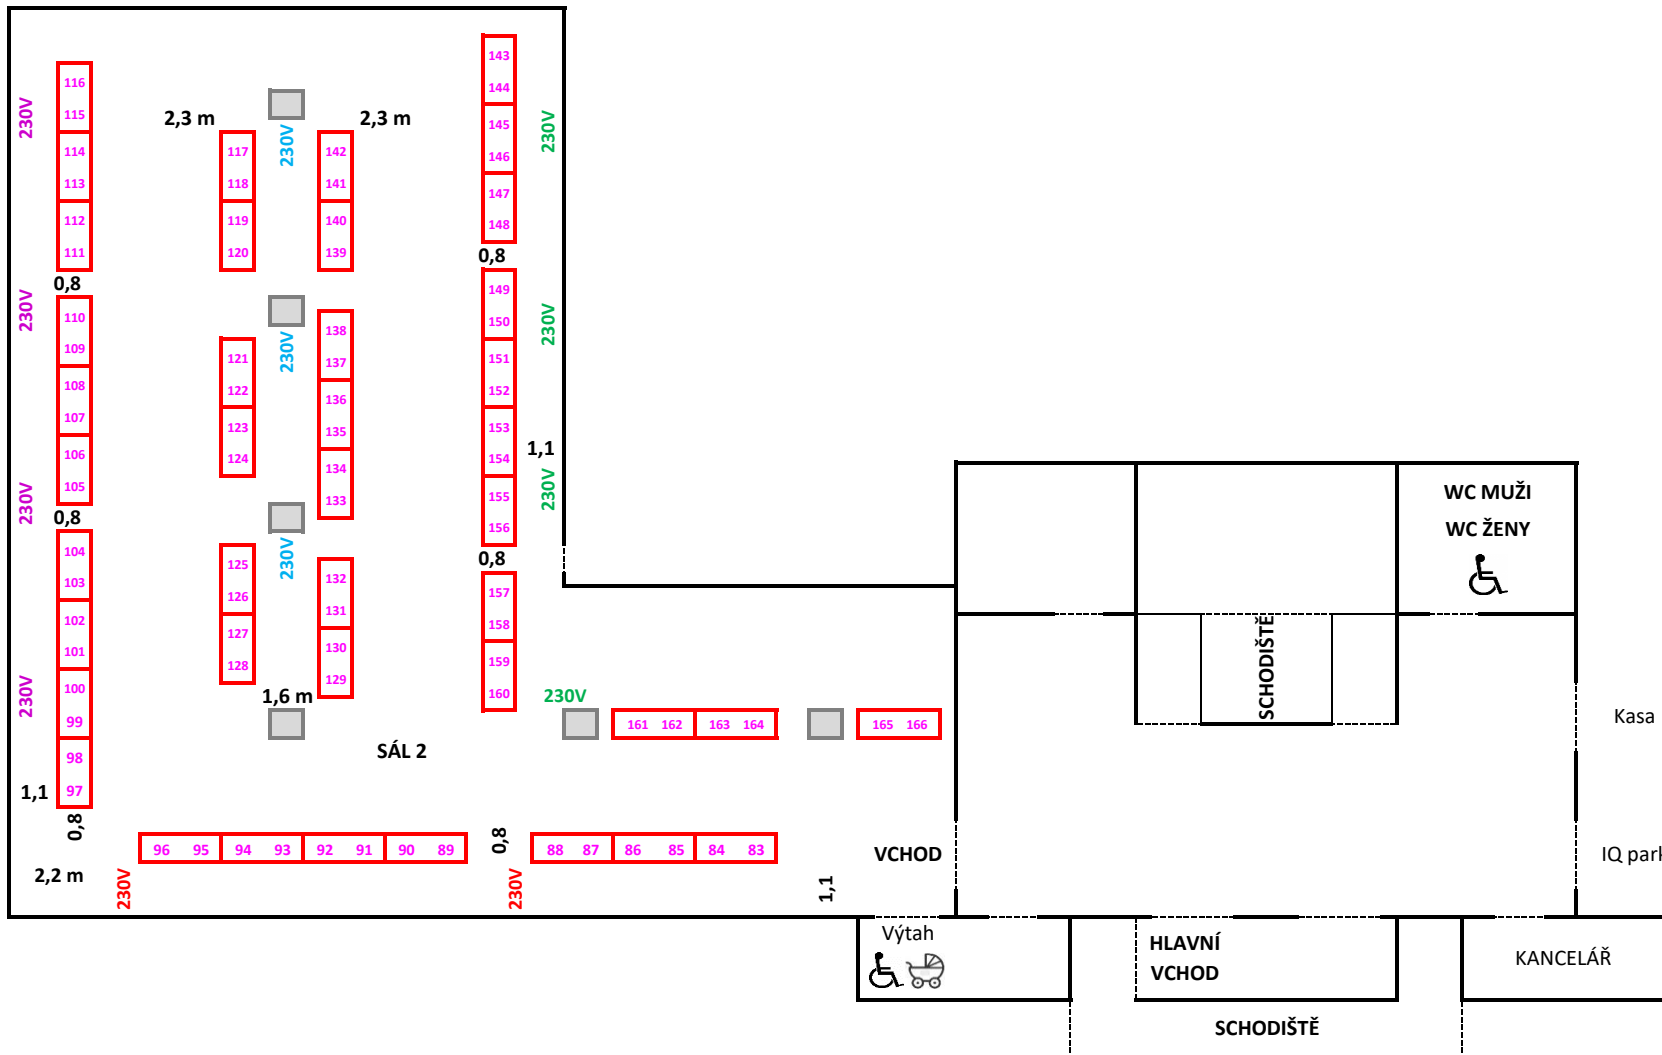 143
116
144
230V
115
2,3 m
230V
2,3 m
145
230V
114
117
142
146
113
118
141
147
112
119
140
148
111
120
139
0,8
0,8
149
230V
110
138
150
230V
109
121
230V
137
151
108
122
136
152
107
123
135
153
106
124
134
154
1,1
105
133
155
230V
230V
0,8
156
104
125
230V
132
0,8
103
126
131
157
102
127
130
158
101
128
129
159
100
1,6 m
160
230V
230V
99
161 162 163 164 165 166
98
SÁL 2
1,1
97
0,8
96 95 94 93 92 91 90 89
0,8
88 87 86 85 84 83
VCHOD
2,2 m
230V
230V
1,1
WC MUŽI
WC ŽENY
SCHODIŠTĚ
Kasa
IQ park
Výtah
HLAVNÍ
VCHOD
KANCELÁŘ
SCHODIŠTĚ